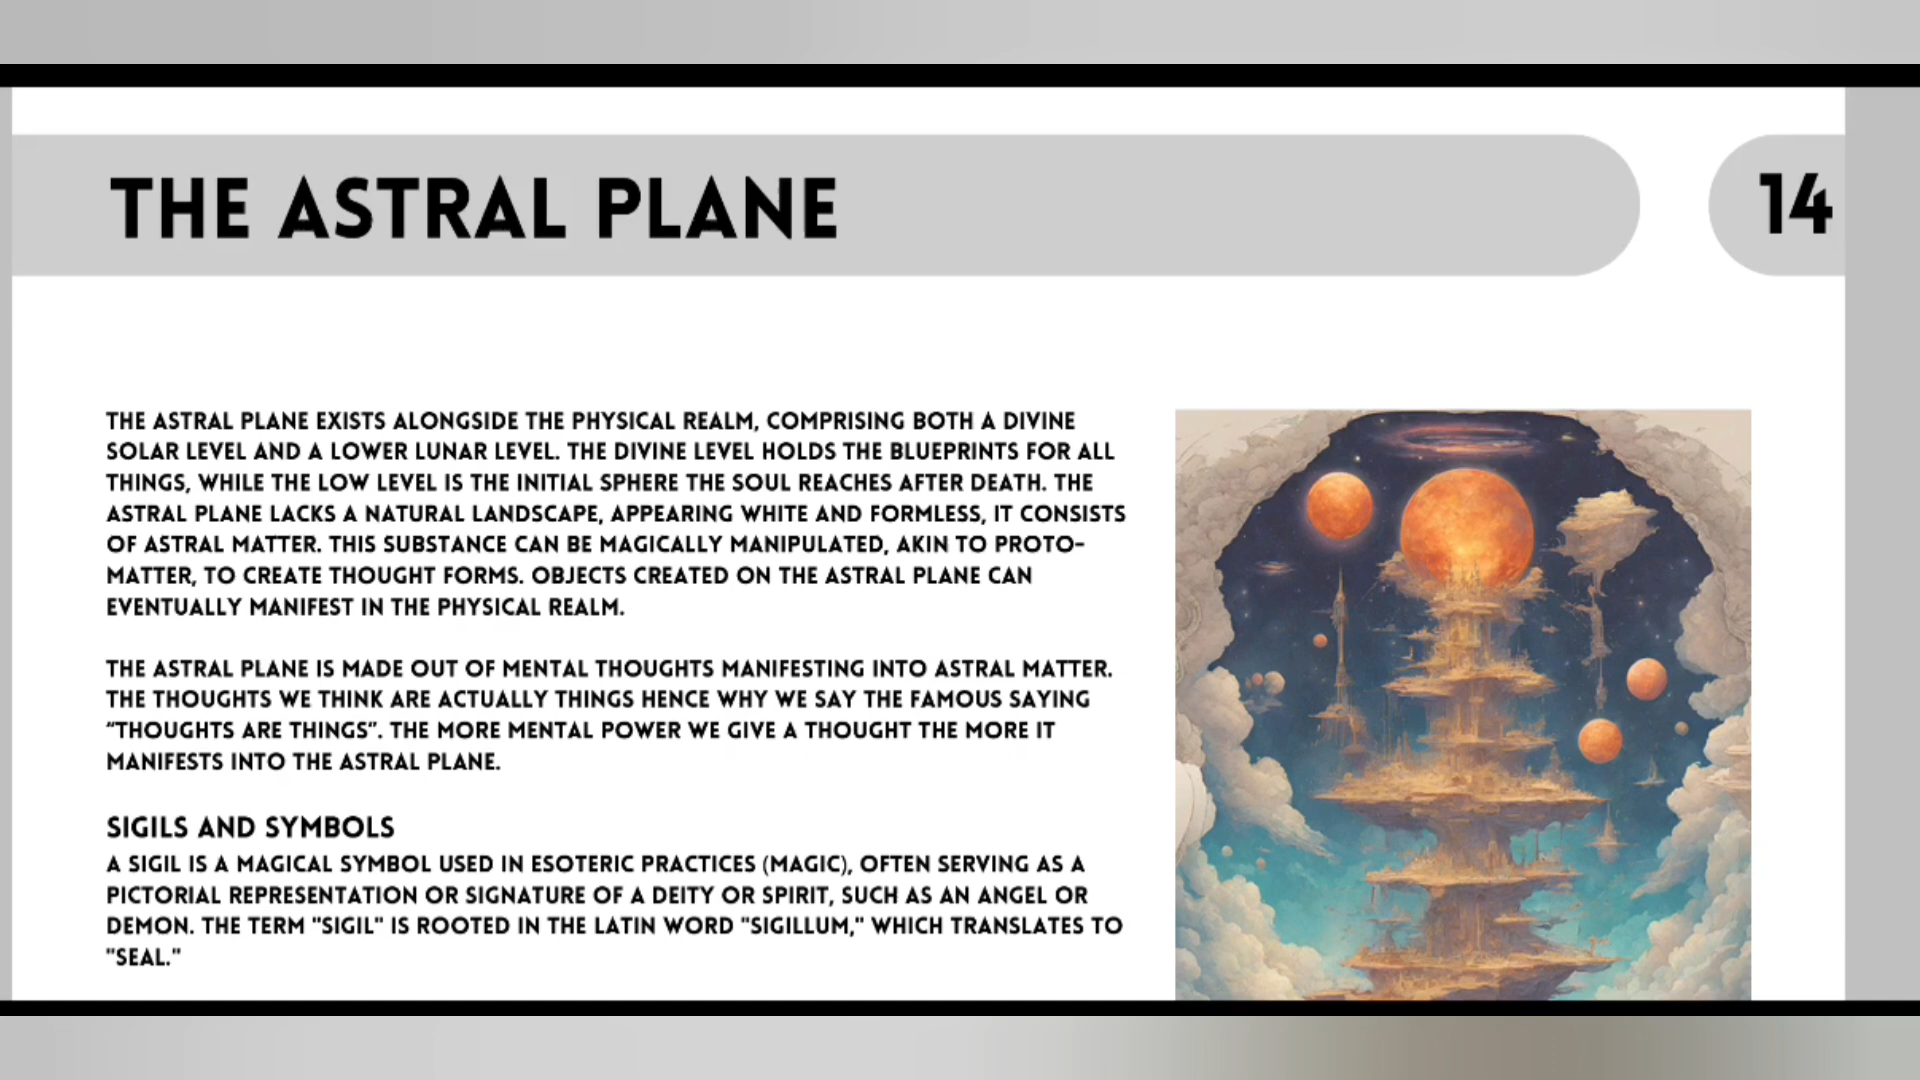 THE ASTRAL PLANE
14
THE ASTRAL PLANE EXISTS ALONGSIDE THE PHYSICAL REALM, COMPRISING BOTH A DIVINE
SOLAR LEVEL AND A LOWER LUNAR LEVEL. THE DIVINE LEVEL HOLDS THE BLUEPRINTS FOR ALL
THINGS, WHILE THE LOW LEVEL IS THE INITIAL SPHERE THE SOUL REACHES AFTER DEATH. THE
ASTRAL PLANE LACKS A NATURAL LANDSCAPE, APPEARING WHITE AND FORMLESS, IT CONSISTS
OF ASTRAL MATTER. THIS SUBSTANCE CAN BE MAGICALLY MANIPULATED, AKIN TO PROTO-
MATTER, TO CREATE THOUGHT FORMS. OBJECTS CREATED ON THE ASTRAL PLANE CAN
EVENTUALLY MANIFEST IN THE PHYSICAL REALM.
THE ASTRAL PLANE IS MADE OUT OF MENTAL THOUGHTS MANIFESTING INTO ASTRAL MATTER.
THE THOUGHTS WE THINK ARE ACTUALLY THINGS HENCE WHY WE SAY THE FAMOUS SAYING
“THOUGHTS ARE THINGS”. THE MORE MENTAL POWER WE GIVE A THOUGHT THE MORE IT
MANIFESTS INTO THE ASTRAL PLANE.
SIGILS AND SYMBOLS
A SIGIL IS A MAGICAL SYMBOL USED IN ESOTERIC PRACTICES (MAGIC), OFTEN SERVING AS A
PICTORIAL REPRESENTATION OR SIGNATURE OF A DEITY OR SPIRIT, SUCH AS AN ANGEL OR
DEMON. THE TERM "SIGIL" IS ROOTED IN THE LATIN WORD "SIGILLUM," WHICH TRANSLATES TO
"SEAL."